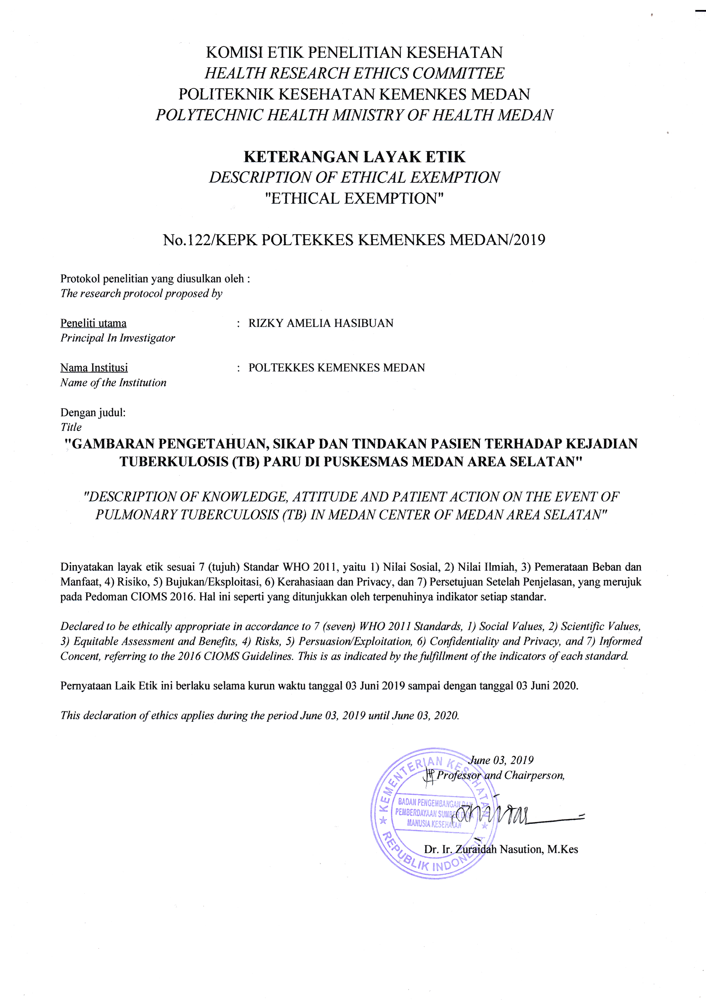 KOMISI ETIK PENELITIAN KESEHATAN
HEALTH RESEARCH ETHICS COMMITTEE
POLITEKNIK KESEHATAN KEMENKES MEDAN
POLYTECHNIC HEALTH MINISTRY OF HEALTH MEDAN
KETERANGAN LAYAK ETIK
DESCRIPTION OF ETHICAL EXEMPTION
"ETHICAL EXEMPTION"
No.122/KEPK POLTEKKES KEMENKES MEDAN/2019
Protokol penelitian yang diusulkan oleh :
The research protocol proposed by
Peneliti utama : RIZKY AMELIA HASIBUAN
Principal In Investigator
Nama Institusi : POLTEKKES KEMENKES MEDAN
Name of the Institution
Dengan judul:
Title
"GAMBARAN PENGETAHUAN, SIKAP DAN TINDAKAN PASIEN TERHADAP KEJADIAN
TUBERKULOSIS (TB) PARU DI PUSKESMAS MEDAN AREA SELATAN"
"DESCRIPTION OF KNOWLEDGE, ATTITUDE AND PATIENT ACTION ON THE EVENT OF
PULMONARY TUBERCULOSIS (TB) IN MEDAN CENTER OF MEDAN AREA SELATAN"
Dinyatakan layak etik sesuai 7 (tujuh) Standar WHO 2011, yaitu 1) Nilai Sosial, 2) Nilai Ilmiah, 3) Pemerataan Beban dan
Manfaat, 4) Risiko, 5) Bujukan/Eksploitasi, 6) Kerahasiaan dan Privacy, dan 7) Persetujuan Setelah Penjelasan, yang merujuk
pada Pedoman CIOMS 2016. Hal ini seperti yang ditunjukkan oleh terpenuhinya indikator setiap standar.
Declared to be ethically appropriate in accordance to 7 (seven) WHO 2011 Standards, 1) Social Values, 2) Scientific Values,
3) Equitable Assessment and Benefits, 4) Risks, 5) Persuasion/Exploitation, 6) Confidentiality and Privacy, and 7) Informed
Concent, referring to the 2016 CIOMS Guidelines. This is as indicated by the fulfillment of the indicators of each standard.
Pernyataan Laik Etik ini berlaku selama kurun waktu tanggal 03 Juni 2019 sampai dengan tanggal 03 Juni 2020.
This declaration of ethics applies during the period June 03, 2019 until June 03, 2020.
June 03, 2019
Professor and Chairperson,
KEMENTERIAN KESEHATAN
BADAN PENGEMBANGAN DAN
PEMBERDAYAAN SUMBER DAYA
MANUSIA KESEHATAN
REPUBLIK INDONESIA
Dr. Ir. Zuraidah Nasution, M.Kes